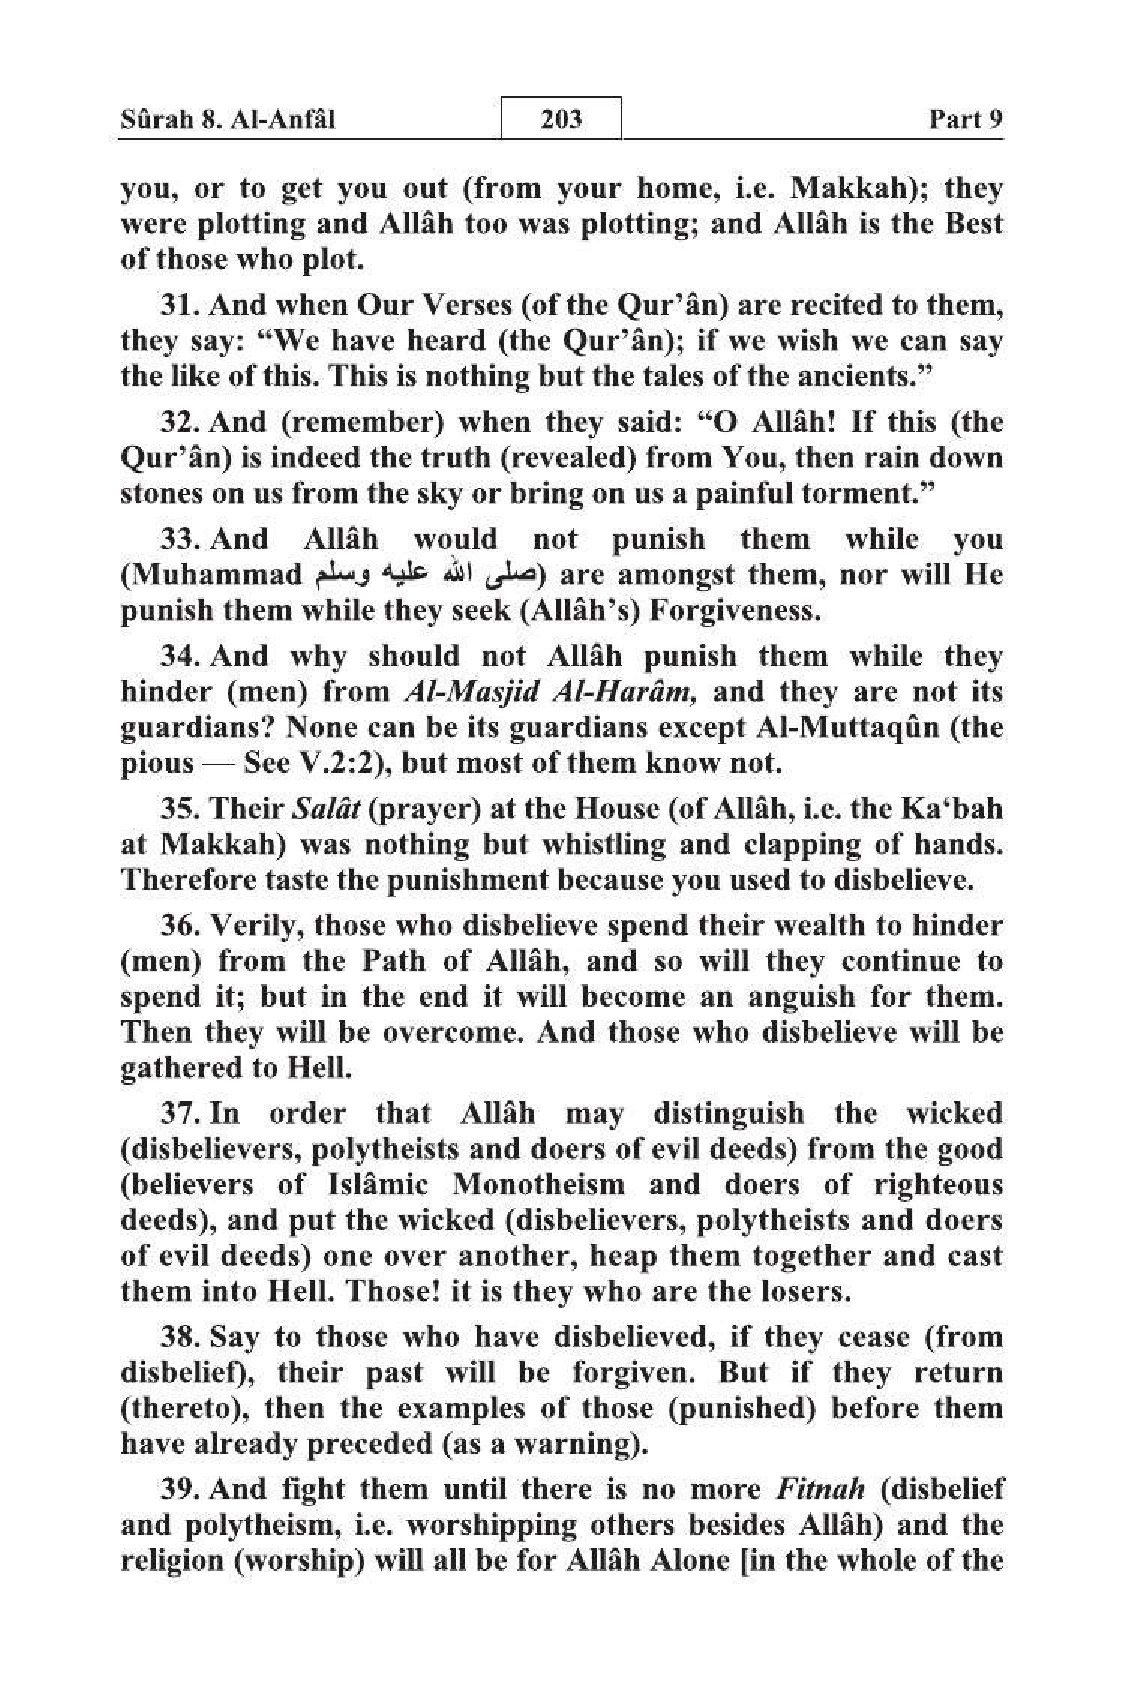 Sûrah 8. Al-Anfâl 203 Part 9
you, or to get you out (from your home, i.e. Makkah); they
were plotting and Allâh too was plotting; and Allâh is the Best
of those who plot.
31. And when Our Verses (of the Qur’ân) are recited to them,
they say: “We have heard (the Qur’ân); if we wish we can say
the like of this. This is nothing but the tales of the ancients.”
32. And (remember) when they said: “O Allâh! If this (the
Qur’ân) is indeed the truth (revealed) from You, then rain down
stones on us from the sky or bring on us a painful torment.”
33. And Allâh would not punish them while you
(Muhammad صلى الله عليه وسلم) are amongst them, nor will He
punish them while they seek (Allâh’s) Forgiveness.
34. And why should not Allâh punish them while they
hinder (men) from Al-Masjid Al-Harâm, and they are not its
guardians? None can be its guardians except Al-Muttaqûn (the
pious — See V.2:2), but most of them know not.
35. Their Salât (prayer) at the House (of Allâh, i.e. the Ka‘bah
at Makkah) was nothing but whistling and clapping of hands.
Therefore taste the punishment because you used to disbelieve.
36. Verily, those who disbelieve spend their wealth to hinder
(men) from the Path of Allâh, and so will they continue to
spend it; but in the end it will become an anguish for them.
Then they will be overcome. And those who disbelieve will be
gathered to Hell.
37. In order that Allâh may distinguish the wicked
(disbelievers, polytheists and doers of evil deeds) from the good
(believers of Islâmic Monotheism and doers of righteous
deeds), and put the wicked (disbelievers, polytheists and doers
of evil deeds) one over another, heap them together and cast
them into Hell. Those! it is they who are the losers.
38. Say to those who have disbelieved, if they cease (from
disbelief), their past will be forgiven. But if they return
(thereto), then the examples of those (punished) before them
have already preceded (as a warning).
39. And fight them until there is no more Fitnah (disbelief
and polytheism, i.e. worshipping others besides Allâh) and the
religion (worship) will all be for Allâh Alone [in the whole of the